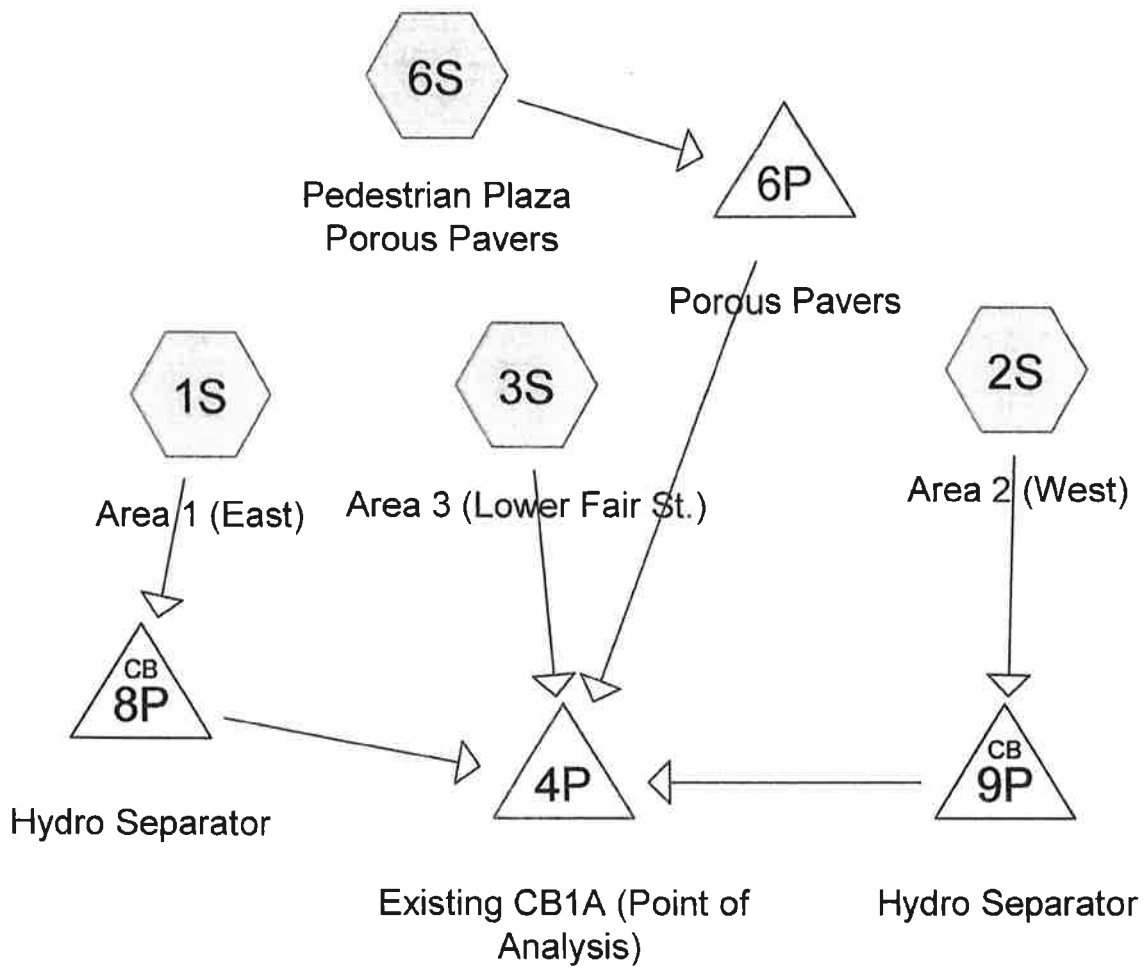 6S
Pedestrian Plaza
Porous Pavers
6P
Porous Pavers
1S
Area 1 (East)
3S
Area 3 (Lower Fair St.)
2S
Area 2 (West)
CB
8P
Hydro Separator
4P
Existing CB1A (Point of
Analysis)
CB
9P
Hydro Separator